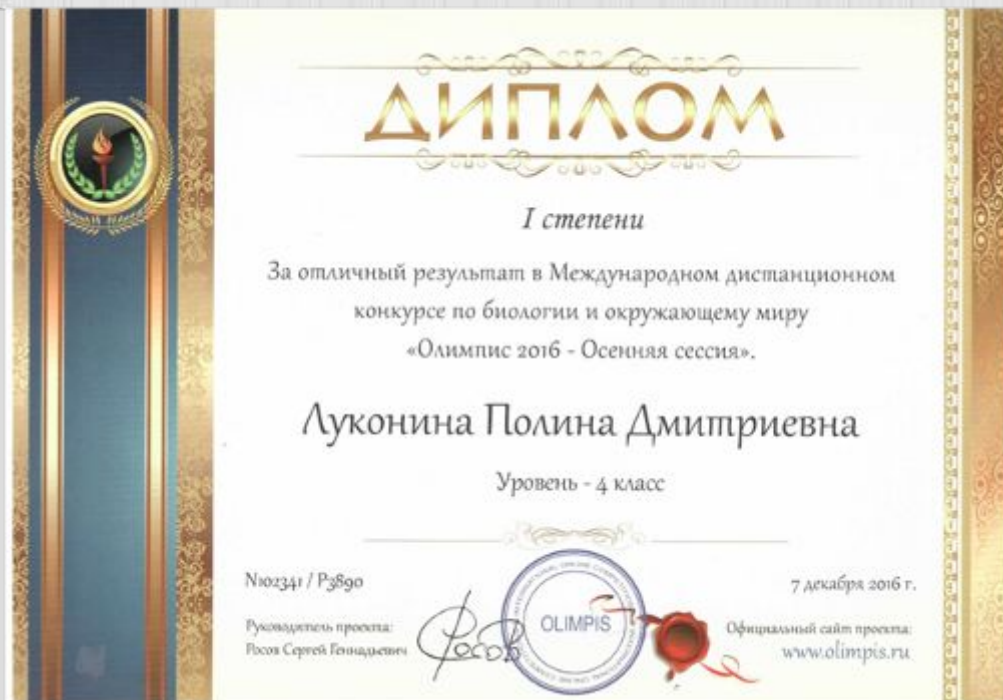 ДИПЛОМ
I степени
За отличный результат в Международном дистанционном
конкурсе по биологии и окружающему миру
«Олимпис 2016 - Осенняя сессия».
Луконина Полина Дмитриевна
Уровень - 4 класс
N102341 / P3890
7 декабря 2016 г.
Руководитель проекта:
Росов Сергей Геннадьевич
OLIMPIS
Официальный сайт проекта:
www.olimpis.ru